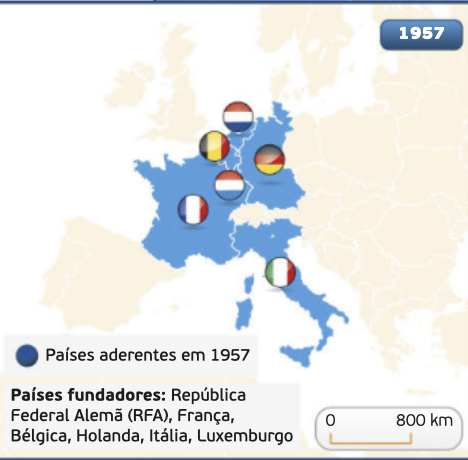 1957
Países aderentes em 1957
Países fundadores: República
Federal Alemã (RFA), França,
Bélgica, Holanda, Itália, Luxemburgo
0 800 km